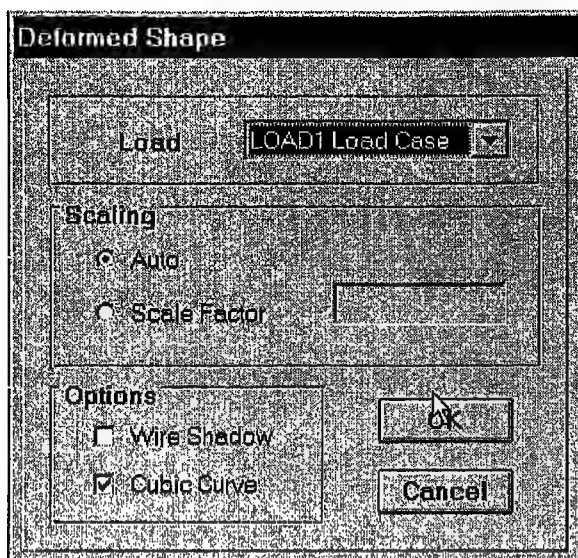 Deformed Shape
Load LOAD1 Load Case
Scaling
Auto
Scale Factor
Options
Wire Shadow
OK
Cubic Curve
Cancel